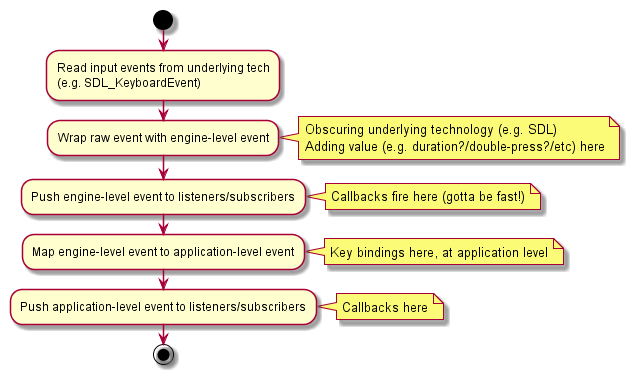 Read input events from underlying tech
(e.g. SDL_KeyboardEvent)
Wrap raw event with engine-level event
Obscuring underlying technology (e.g. SDL)
Adding value (e.g. duration?/double-press?/etc) here
Push engine-level event to listeners/subscribers
Callbacks fire here (gotta be fast!)
Map engine-level event to application-level event
Key bindings here, at application level
Push application-level event to listeners/subscribers
Callbacks here